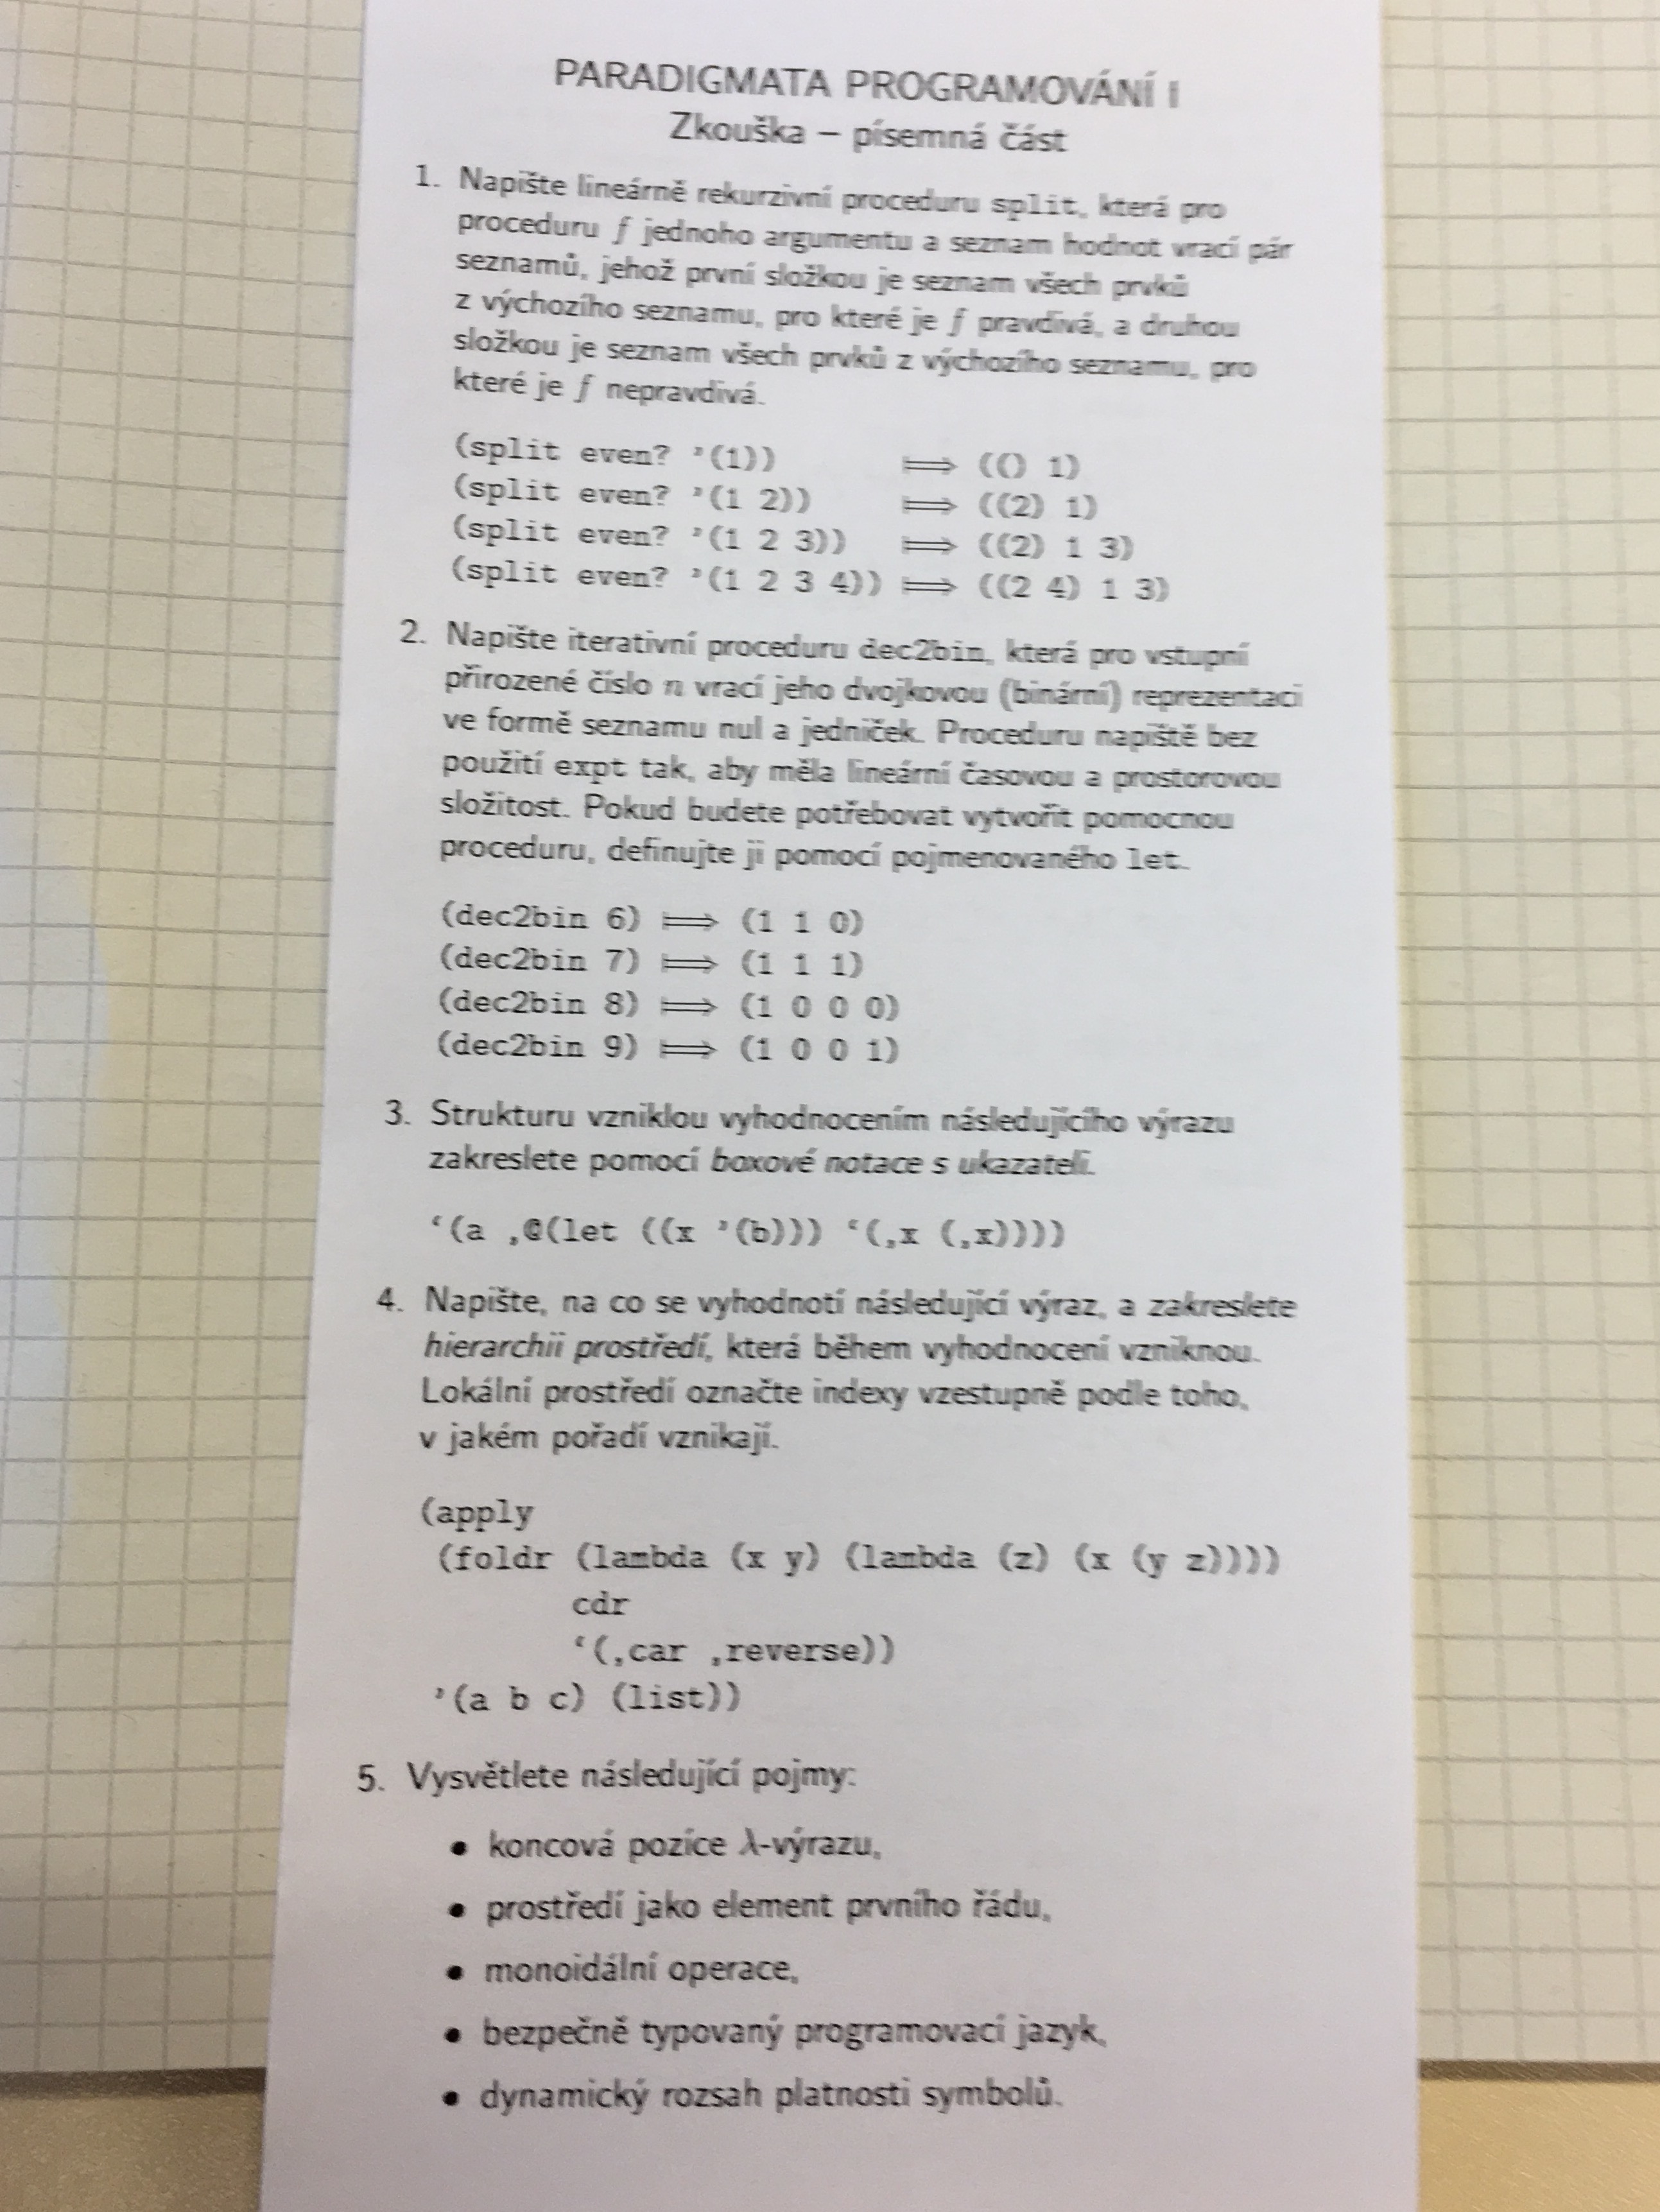 PARADIGMATA PROGRAMOVÁNÍ I
Zkouška – písemná část
1. Napište lineárně rekurzivní proceduru split, která pro
proceduru f jednoho argumentu a seznam hodnot vrací pár
seznamů, jehož první složkou je seznam všech prvků
z výchozího seznamu, pro které je f pravdivá, a druhou
složkou je seznam všech prvků z výchozího seznamu, pro
které je f nepravdivá.
(split even? ’(1)) ⟾ (() 1)
(split even? ’(1 2)) ⟾ ((2) 1)
(split even? ’(1 2 3)) ⟾ ((2) 1 3)
(split even? ’(1 2 3 4)) ⟾ ((2 4) 1 3)
2. Napište iterativní proceduru dec2bin, která pro vstupní
přirozené číslo n vrací jeho dvojkovou (binární) reprezentaci
ve formě seznamu nul a jedniček. Proceduru napiště bez
použití expt tak, aby měla lineární časovou a prostorovou
složitost. Pokud budete potřebovat vytvořit pomocnou
proceduru, definujte ji pomocí pojmenovaného let.
(dec2bin 6) ⟾ (1 1 0)
(dec2bin 7) ⟾ (1 1 1)
(dec2bin 8) ⟾ (1 0 0 0)
(dec2bin 9) ⟾ (1 0 0 1)
3. Strukturu vzniklou vyhodnocením následujícího výrazu
zakreslete pomocí boxové notace s ukazateli.
‘(a ,@(let ((x ’(b))) ‘(,x (,x))))
4. Napište, na co se vyhodnotí následující výraz, a zakreslete
hierarchii prostředí, která během vyhodnocení vzniknou.
Lokální prostředí označte indexy vzestupně podle toho,
v jakém pořadí vznikají.
(apply
(foldr (lambda (x y) (lambda (z) (x (y z))))
cdr
‘(,car ,reverse))
’(a b c) (list))
5. Vysvětlete následující pojmy:
• koncová pozice λ-výrazu,
• prostředí jako element prvního řádu,
• monoidální operace,
• bezpečně typovaný programovací jazyk,
• dynamický rozsah platnosti symbolů.